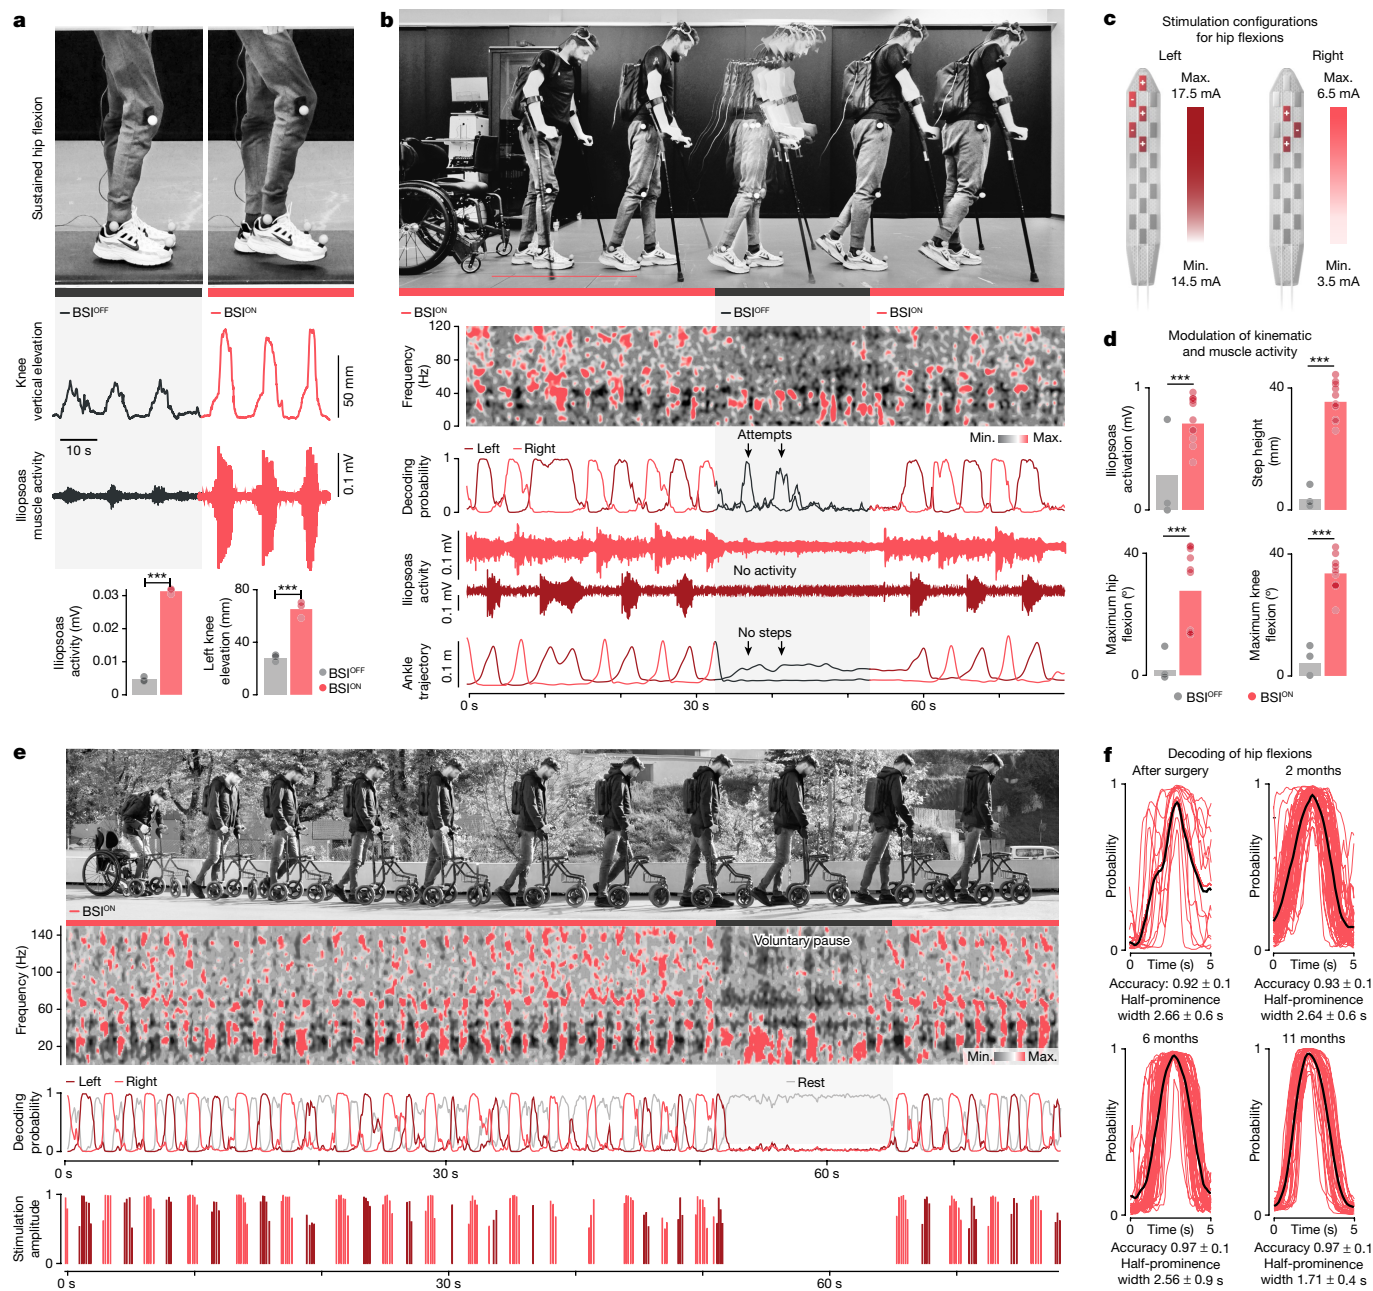 a
Sustained hip flexion
BSI^OFF
BSI^ON
Knee
vertical elevation
50 mm
10 s
Iliopsoas
muscle activity
0.1 mV
***
0.03
0.02
0.01
0
Iliopsoas
activity (mV)
***
80
40
0
Left knee
elevation (mm)
BSI^OFF
BSI^ON
b
BSI^ON
BSI^OFF
BSI^ON
120
80
40
0
Frequency
(Hz)
Min.
Max.
Left
Right
Attempts
1
0
Decoding
probability
0.1 mV
0.1 mV
Iliopsoas
activity
No activity
No steps
0.1 m
Ankle
trajectory
0 s
30 s
60 s
c
Stimulation configurations
for hip flexions
Left
Right
Max.
17.5 mA
Min.
14.5 mA
Max.
6.5 mA
Min.
3.5 mA
d
Modulation of kinematic
and muscle activity
***
1
0
Iliopsoas
activation (mV)
***
40
0
Step height
(mm)
***
40
0
Maximum hip
flexion (º)
***
40
0
Maximum knee
flexion (º)
BSI^OFF
BSI^ON
e
BSI^ON
Voluntary pause
140
100
60
20
Frequency (Hz)
Min.
Max.
Left
Right
Rest
1
0
Decoding
probability
0 s
30 s
60 s
1
0
Stimulation
amplitude
0 s
30 s
60 s
f
Decoding of hip flexions
After surgery
1
0
Probability
0
Time (s)
5
Accuracy: 0.92 ± 0.1
Half-prominence
width 2.66 ± 0.6 s
2 months
1
0
Probability
0
Time (s)
5
Accuracy 0.93 ± 0.1
Half-prominence
width 2.64 ± 0.6 s
6 months
1
0
Probability
0
Time (s)
5
Accuracy 0.97 ± 0.1
Half-prominence
width 2.56 ± 0.9 s
11 months
1
0
Probability
0
Time (s)
5
Accuracy 0.97 ± 0.1
Half-prominence
width 1.71 ± 0.4 s